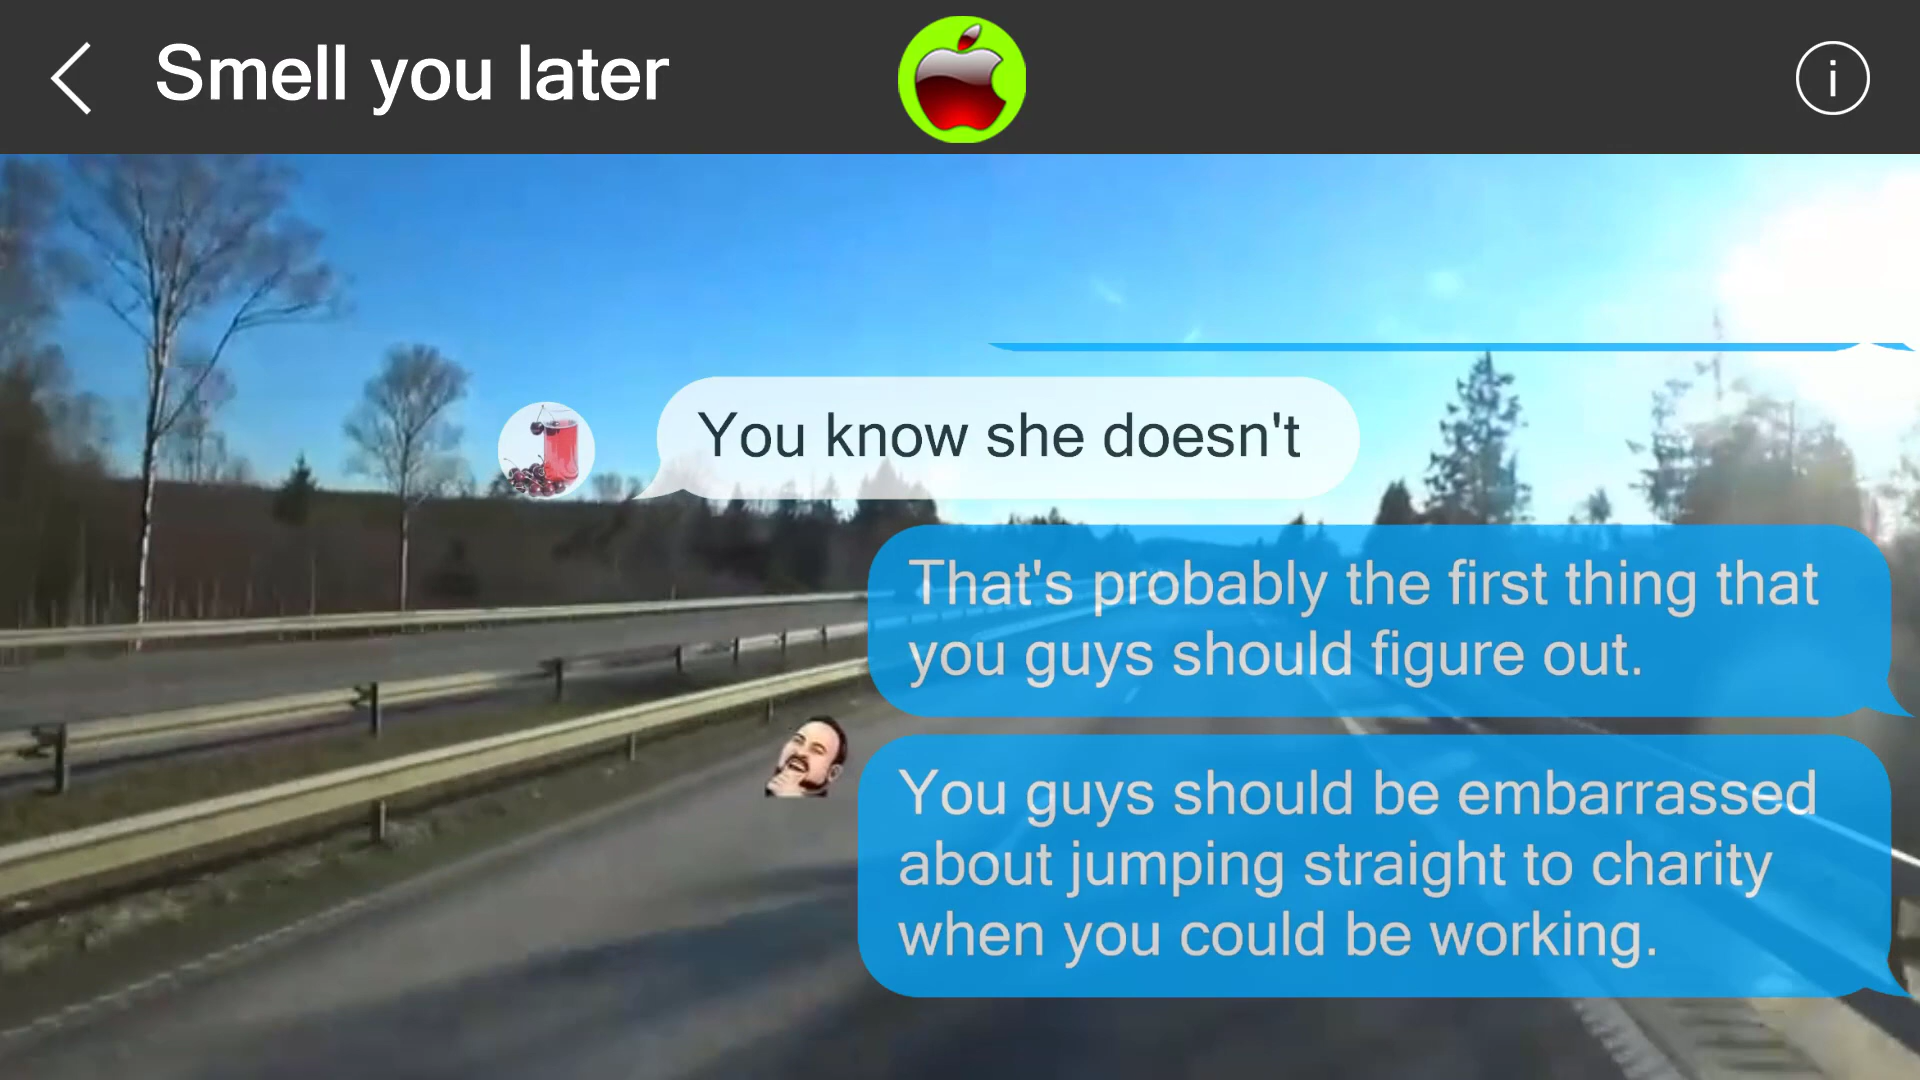 Smell you later
i
You know she doesn't
That's probably the first thing that
you guys should figure out.
You guys should be embarrassed
about jumping straight to charity
when you could be working.